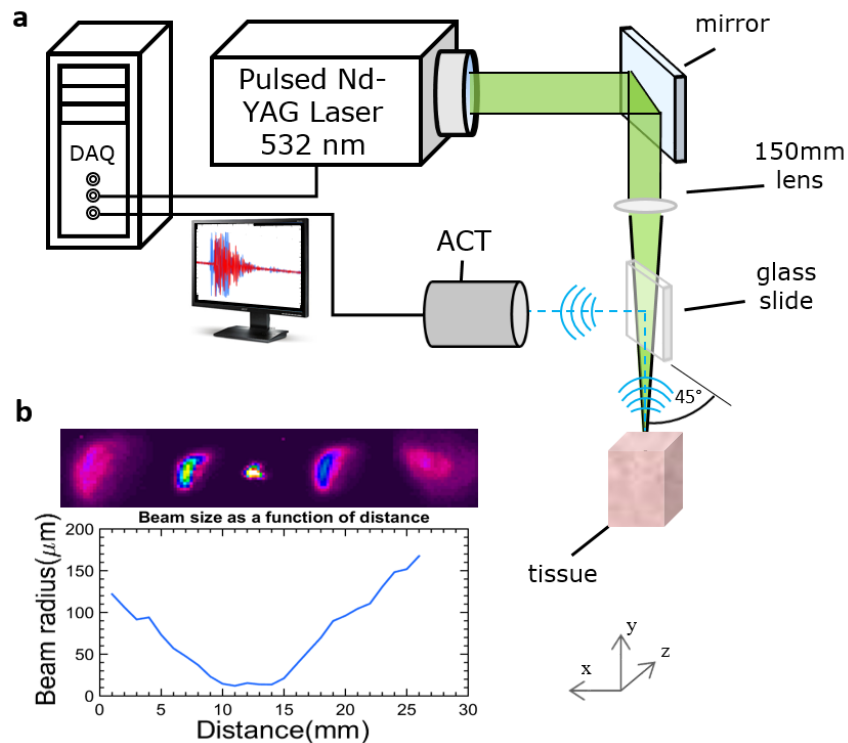 a
mirror
Pulsed Nd-
YAG Laser
532 nm
DAQ
150mm
lens
ACT
glass
slide
45°
b
Beam size as a function of distance
200
150
100
50
0
Beam radius(μm)
0 5 10 15 20 25 30
Distance(mm)
tissue
y
z
x